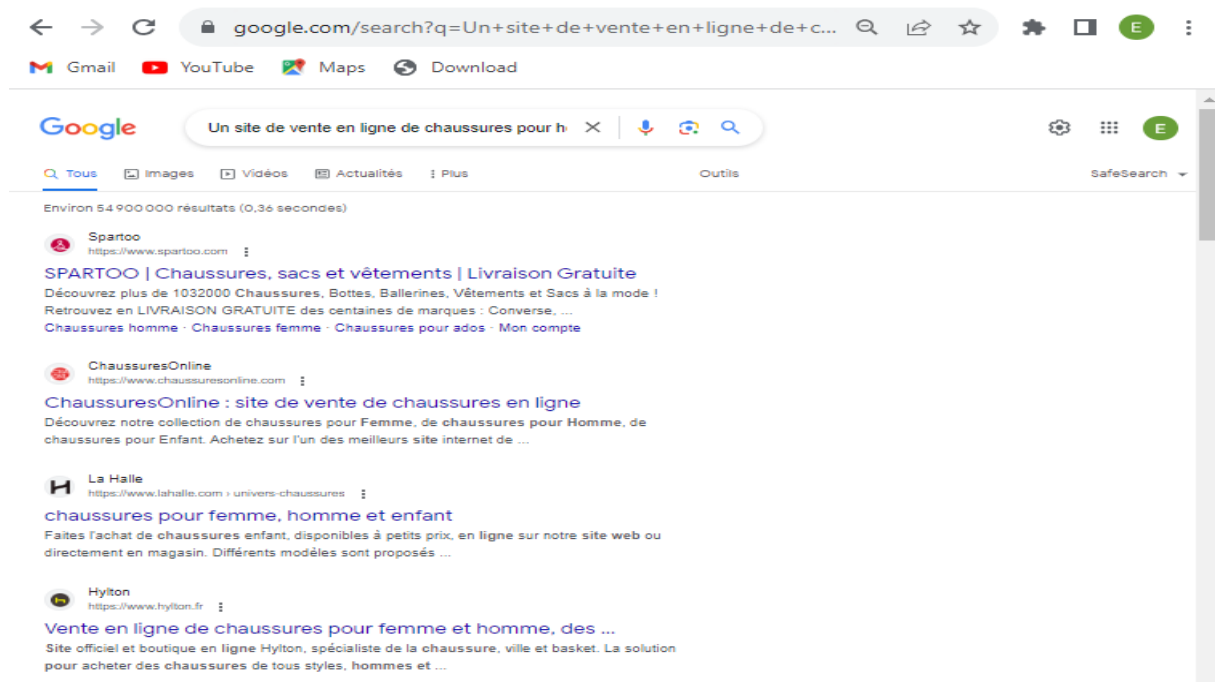 google.com/search?q=Un+site+de+vente+en+ligne+de+c...
E
Gmail YouTube Maps Download
Google
Un site de vente en ligne de chaussures pour h
E
Tous Images Vidéos Actualités Plus Outils SafeSearch
Environ 54 900 000 résultats (0,36 secondes)
Spartoo
https://www.spartoo.com
SPARTOO | Chaussures, sacs et vêtements | Livraison Gratuite
Découvrez plus de 1032000 Chaussures, Bottes, Ballerines, Vêtements et Sacs à la mode !
Retrouvez en LIVRAISON GRATUITE des centaines de marques : Converse, ...
Chaussures homme · Chaussures femme · Chaussures pour ados · Mon compte
ChaussuresOnline
https://www.chaussuresonline.com
ChaussuresOnline : site de vente de chaussures en ligne
Découvrez notre collection de chaussures pour Femme, de chaussures pour Homme, de
chaussures pour Enfant. Achetez sur l'un des meilleurs site internet de ...
La Halle
https://www.lahalle.com › univers-chaussures
chaussures pour femme, homme et enfant
Faites l'achat de chaussures enfant, disponibles à petits prix, en ligne sur notre site web ou
directement en magasin. Différents modèles sont proposés ...
Hylton
https://www.hylton.fr
Vente en ligne de chaussures pour femme et homme, des ...
Site officiel et boutique en ligne Hylton, spécialiste de la chaussure, ville et basket. La solution
pour acheter des chaussures de tous styles, hommes et ...